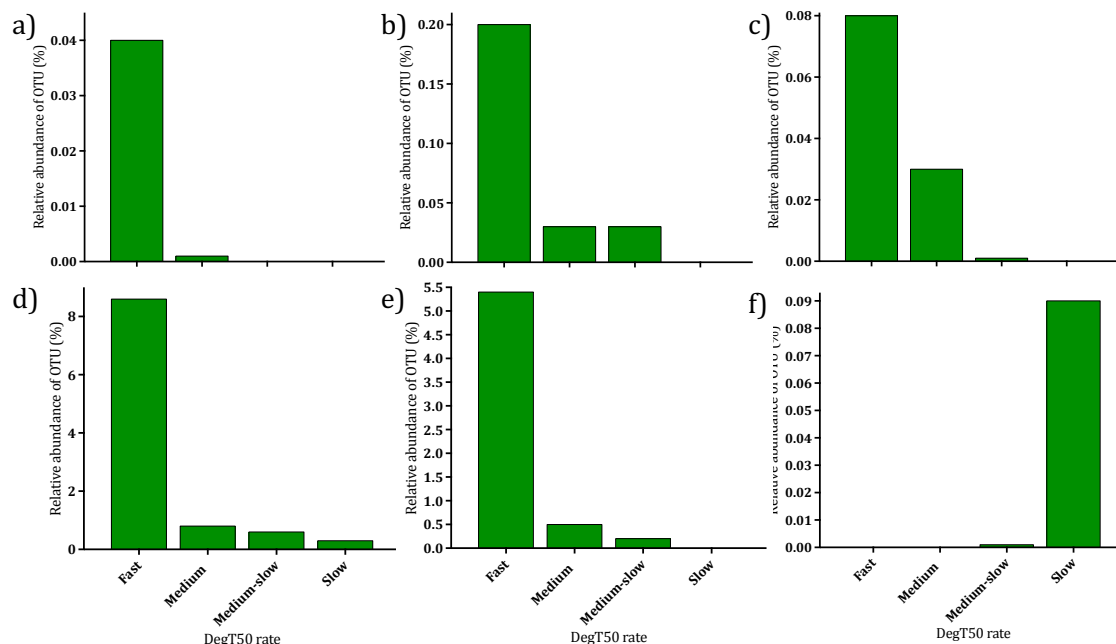 a)
Relative abundance of OTU (%)
0.04
0.03
0.02
0.01
0.00
b)
Relative abundance of OTU (%)
0.20
0.15
0.10
0.05
0.00
c)
Relative abundance of OTU (%)
0.08
0.06
0.04
0.02
0.00
d)
Relative abundance of OTU (%)
8
6
4
2
0
Fast
Medium
Medium-slow
Slow
DegT50 rate
e)
Relative abundance of OTU (%)
5.5
5.0
4.5
4.0
3.5
3.0
2.5
2.0
1.5
1.0
0.5
0.0
Fast
Medium
Medium-slow
Slow
DegT50 rate
f)
Relative abundance of OTU (%)
0.09
0.08
0.07
0.06
0.05
0.04
0.03
0.02
0.01
0.00
Fast
Medium
Medium-slow
Slow
DegT50 rate